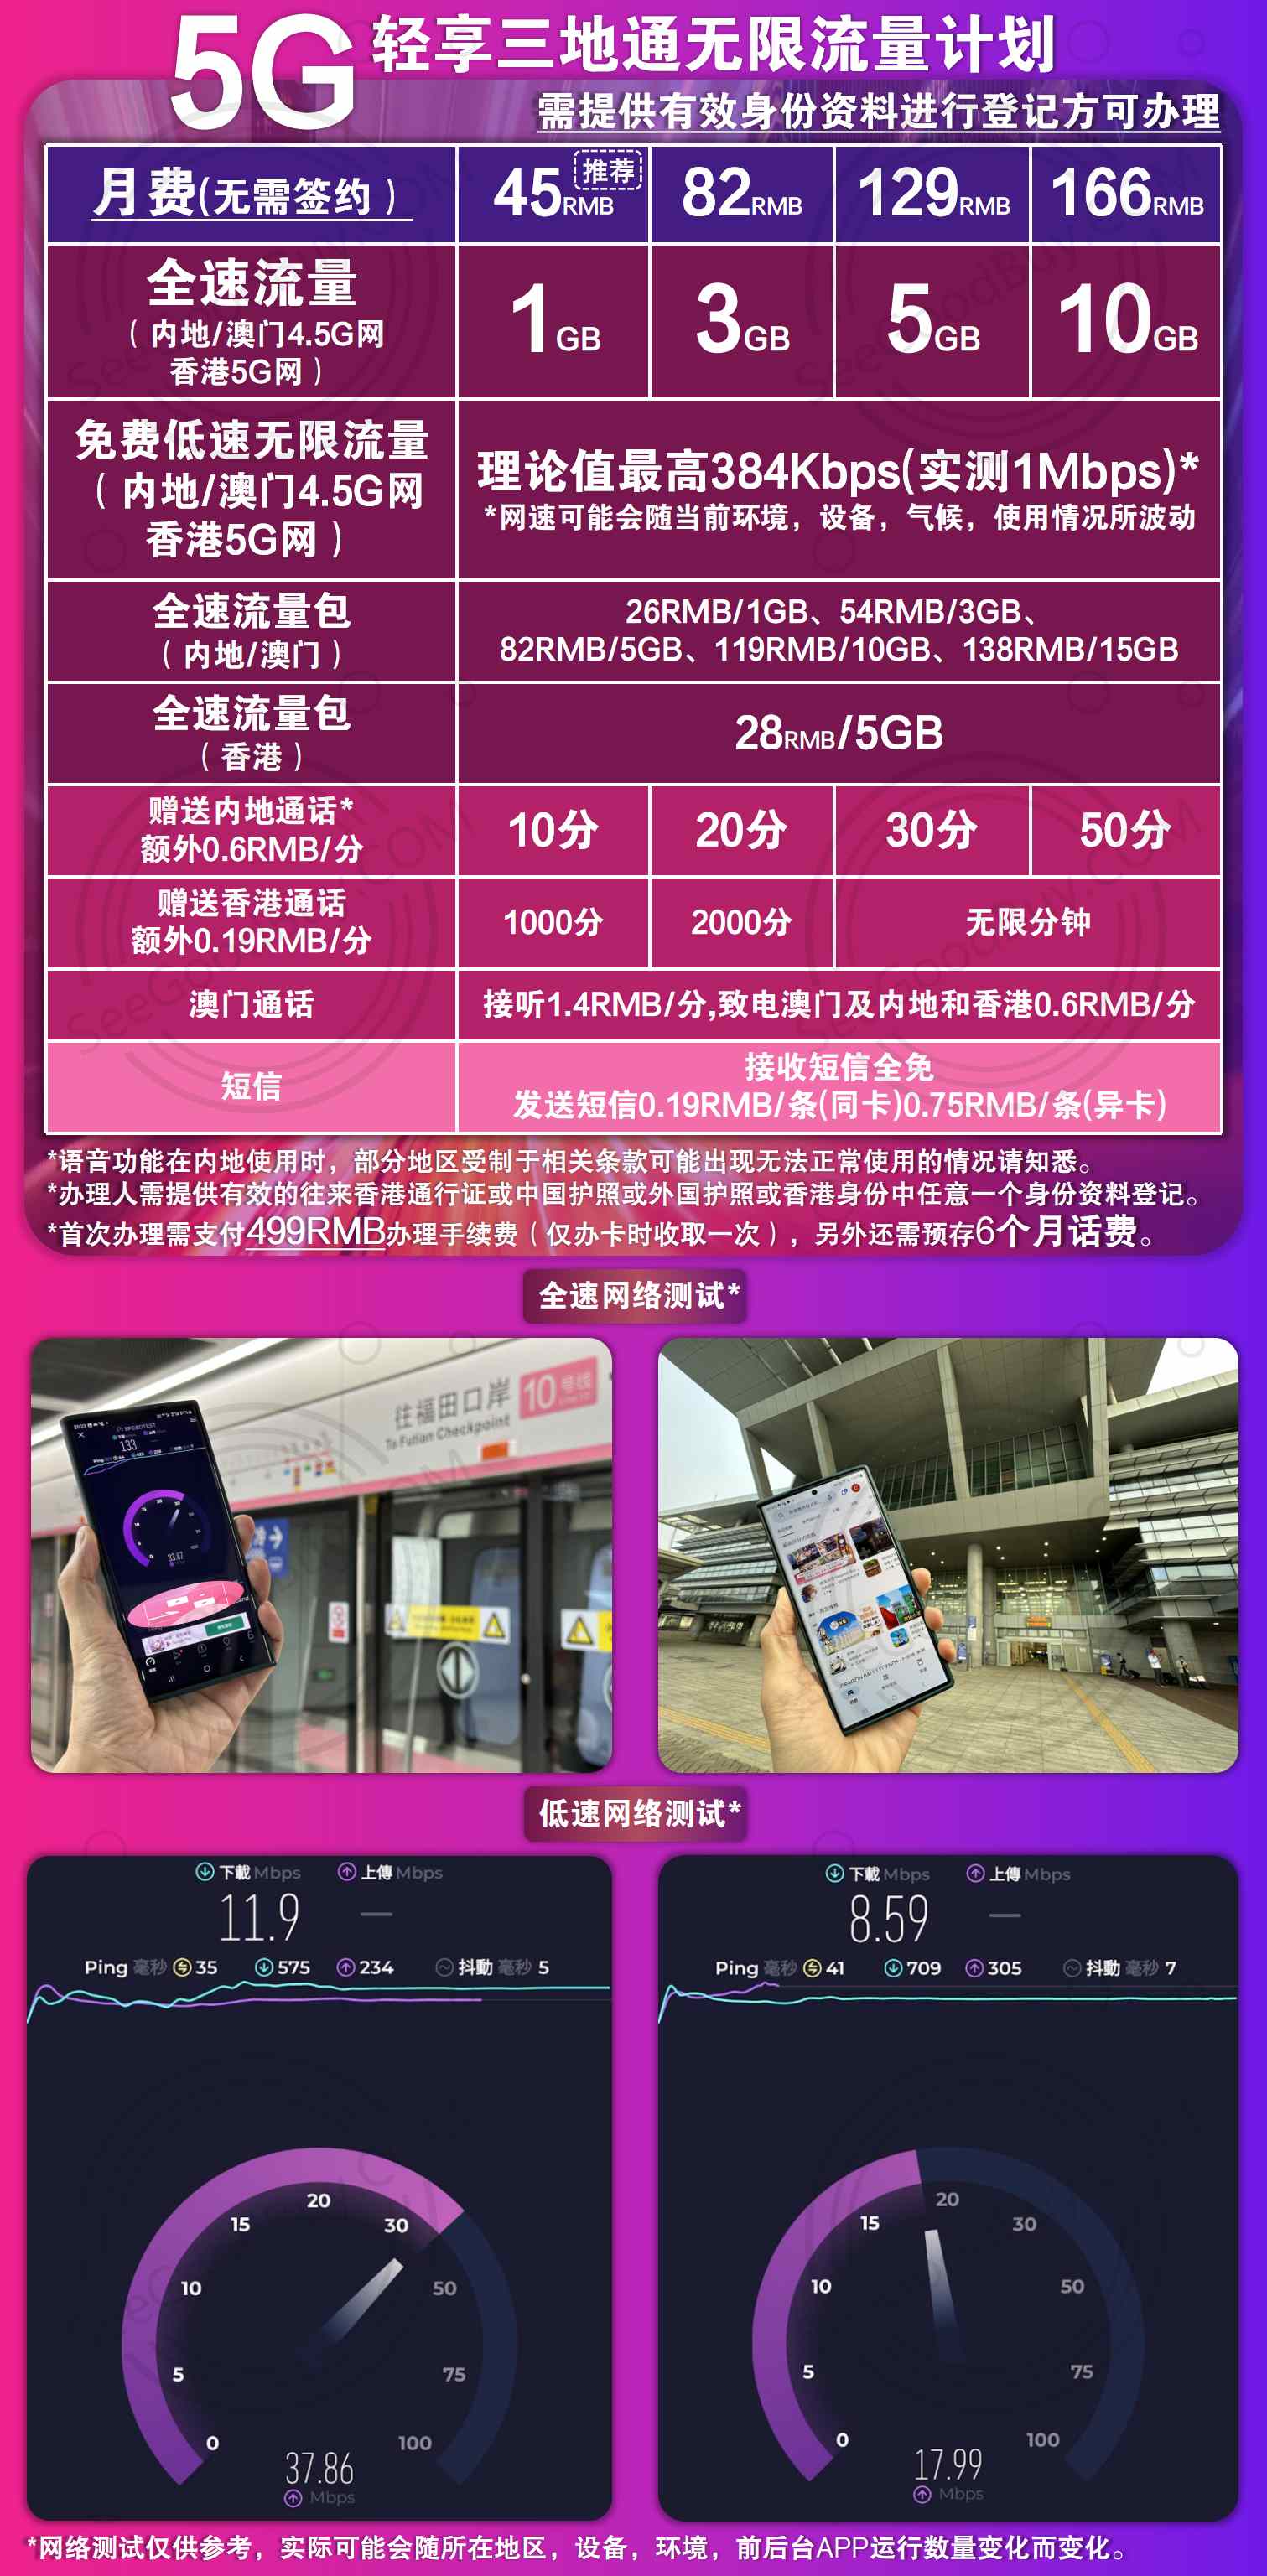 5G 轻享三地通无限流量计划
需提供有效身份资料进行登记方可办理
月费(无需签约)
45RMB 推荐
82RMB
129RMB
166RMB
全速流量
(内地/澳门4.5G网
香港5G网)
1GB
3GB
5GB
10GB
免费低速无限流量
(内地/澳门4.5G网
香港5G网)
理论值最高384Kbps(实测1Mbps)*
*网速可能会随当前环境，设备，气候，使用情况所波动
全速流量包
(内地/澳门)
26RMB/1GB、54RMB/3GB、
82RMB/5GB、119RMB/10GB、138RMB/15GB
全速流量包
(香港)
28RMB/5GB
赠送内地通话*
额外0.6RMB/分
10分
20分
30分
50分
赠送香港通话
额外0.19RMB/分
1000分
2000分
无限分钟
澳门通话
接听1.4RMB/分,致电澳门及内地和香港0.6RMB/分
短信
接收短信全免
发送短信0.19RMB/条(同卡)0.75RMB/条(异卡)
*语音功能在内地使用时，部分地区受制于相关条款可能出现无法正常使用的情况请知悉。
*办理人需提供有效的往来香港通行证或中国护照或外国护照或香港身份中任意一个身份资料登记。
*首次办理需支付499RMB办理手续费(仅办卡时收取一次)，另外还需预存6个月话费。
全速网络测试*
往福田口岸 10号线
To Futian Checkpoint
SPEEDTEST
133
33.67
低速网络测试*
下載 Mbps 上傳 Mbps
11.9 —
Ping 毫秒 35 575 234 抖動 毫秒 5
0
5
10
15
20
30
50
75
100
37.86
Mbps
下載 Mbps 上傳 Mbps
8.59 —
Ping 毫秒 41 709 305 抖動 毫秒 7
0
5
10
15
20
30
50
75
100
17.99
Mbps
*网络测试仅供参考，实际可能会随所在地区，设备，环境，前后台APP运行数量变化而变化。